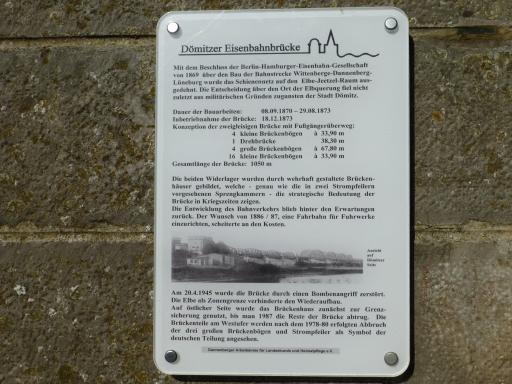 Dömitzer Eisenbahnbrücke
Mit dem Beschluss der Berlin-Hamburger-Eisenbahn-Gesellschaft
von 1869 über den Bau der Bahnstrecke Wittenberge-Dannenberg-
Lüneburg wurde das Schienennetz auf den Elbe-Jeetzel-Raum aus-
gedehnt. Die Entscheidung über den Ort der Elbquerung fiel nicht
zuletzt aus militärischen Gründen zugunsten der Stadt Dömitz.
Dauer der Bauarbeiten: 08.09.1870 – 29.08.1873
Inbetriebnahme der Brücke: 18.12.1873
Konzeption der zweigleisigen Brücke mit Fußgängerüberweg:
4 kleine Brückenbögen à 33,90 m
1 Drehbrücke 38,30 m
4 große Brückenbögen à 67,80 m
16 kleine Brückenbögen à 33,90 m
Gesamtlänge der Brücke: 1050 m
Die beiden Widerlager wurden durch wehrhaft gestaltete Brücken-
häuser gebildet, welche - genau wie die in zwei Strompfeilern
vorgesehenen Sprengkammern - die strategische Bedeutung der
Brücke in Kriegszeiten zeigen.
Die Entwicklung des Bahnverkehrs blieb hinter den Erwartungen
zurück. Der Wunsch von 1886 / 87, eine Fahrbahn für Fuhrwerke
einzurichten, scheiterte an den Kosten.
Ansicht
auf
Dömitzer
Seite
Am 20.4.1945 wurde die Brücke durch einen Bombenangriff zerstört.
Die Elbe als Zonengrenze verhinderte den Wiederaufbau.
Auf östlicher Seite wurde das Brückenhaus zunächst zur Grenz-
sicherung genutzt, bis man 1987 die Reste der Brücke abtrug. Die
Brückenteile am Westufer werden nach dem 1978-80 erfolgten Abbruch
der drei großen Brückenbögen und Strompfeiler als Symbol der
deutschen Teilung angesehen.
Dannenberger Arbeitskreis für Landeskunde und Heimatpflege e.V.